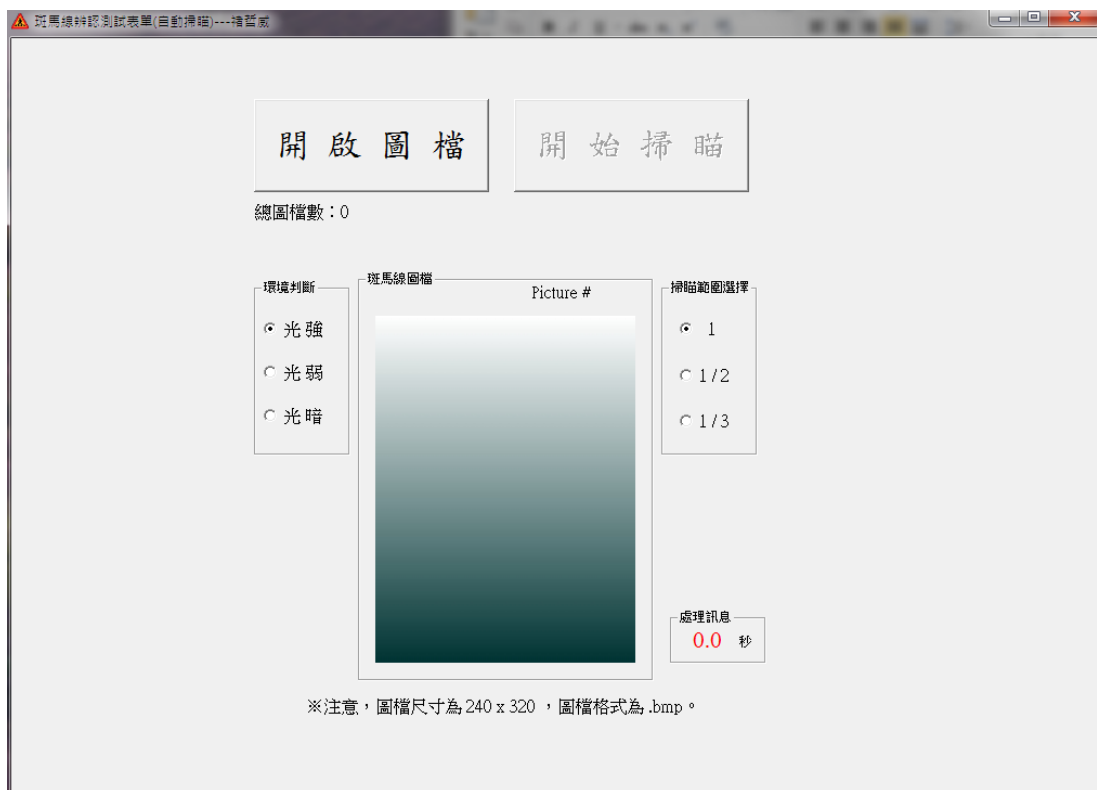 斑馬線辨認測試表單(自動掃瞄)---褚哲威
開啟圖檔
開始掃瞄
總圖檔數：0
環境判斷
光強
光弱
光暗
斑馬線圖檔
Picture #
掃瞄範圍選擇
1
1/2
1/3
處理訊息
0.0 秒
※注意，圖檔尺寸為 240 x 320 ，圖檔格式為 .bmp。